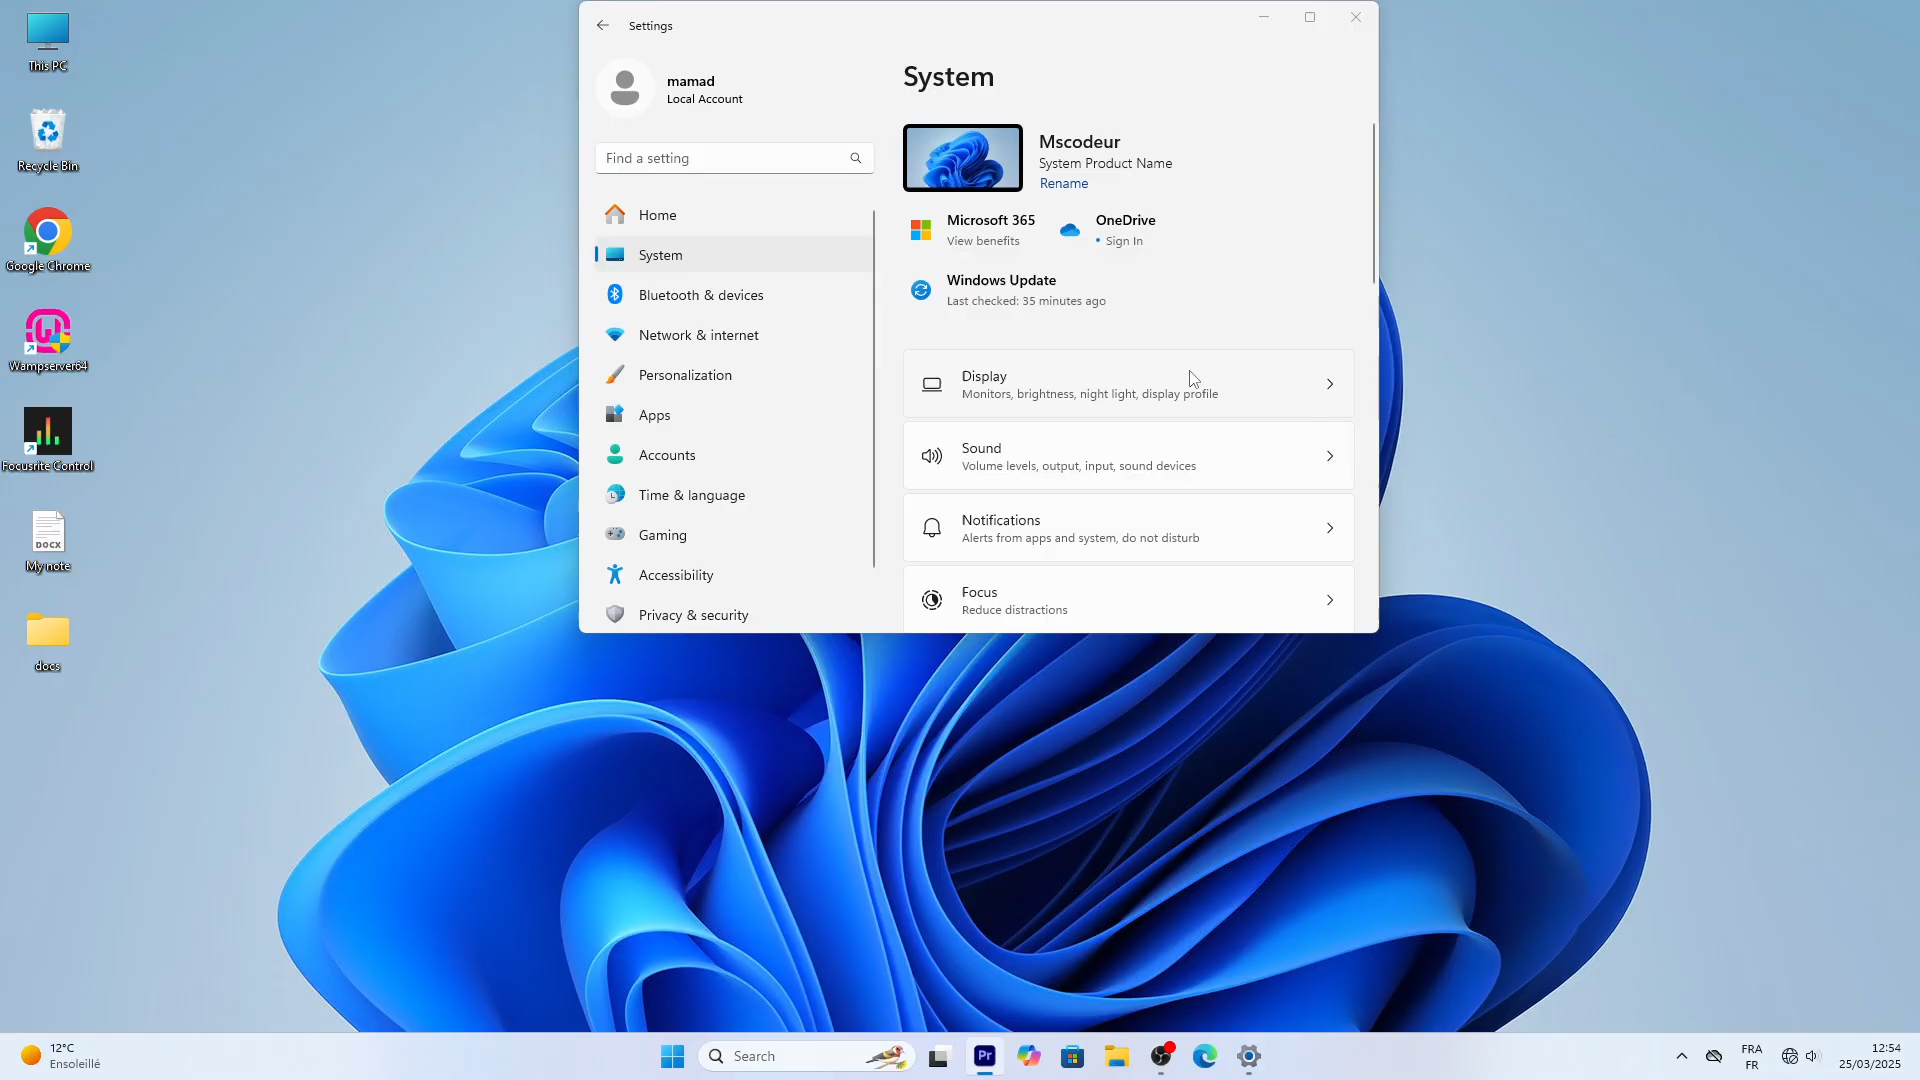 This PC
Recycle Bin
Google Chrome
Wampserver64
Focusrite Control
DOCX
My note
docs
Settings
mamad
Local Account
Find a setting
Home
System
Bluetooth & devices
Network & internet
Personalization
Apps
Accounts
Time & language
Gaming
Accessibility
Privacy & security
System
Mscodeur
System Product Name
Rename
Microsoft 365
View benefits
OneDrive
• Sign In
Windows Update
Last checked: 35 minutes ago
Display
Monitors, brightness, night light, display profile
Sound
Volume levels, output, input, sound devices
Notifications
Alerts from apps and system, do not disturb
Focus
Reduce distractions
12°C
Ensoleillé
Search
Pr
FRA
FR
12:54
25/03/2025